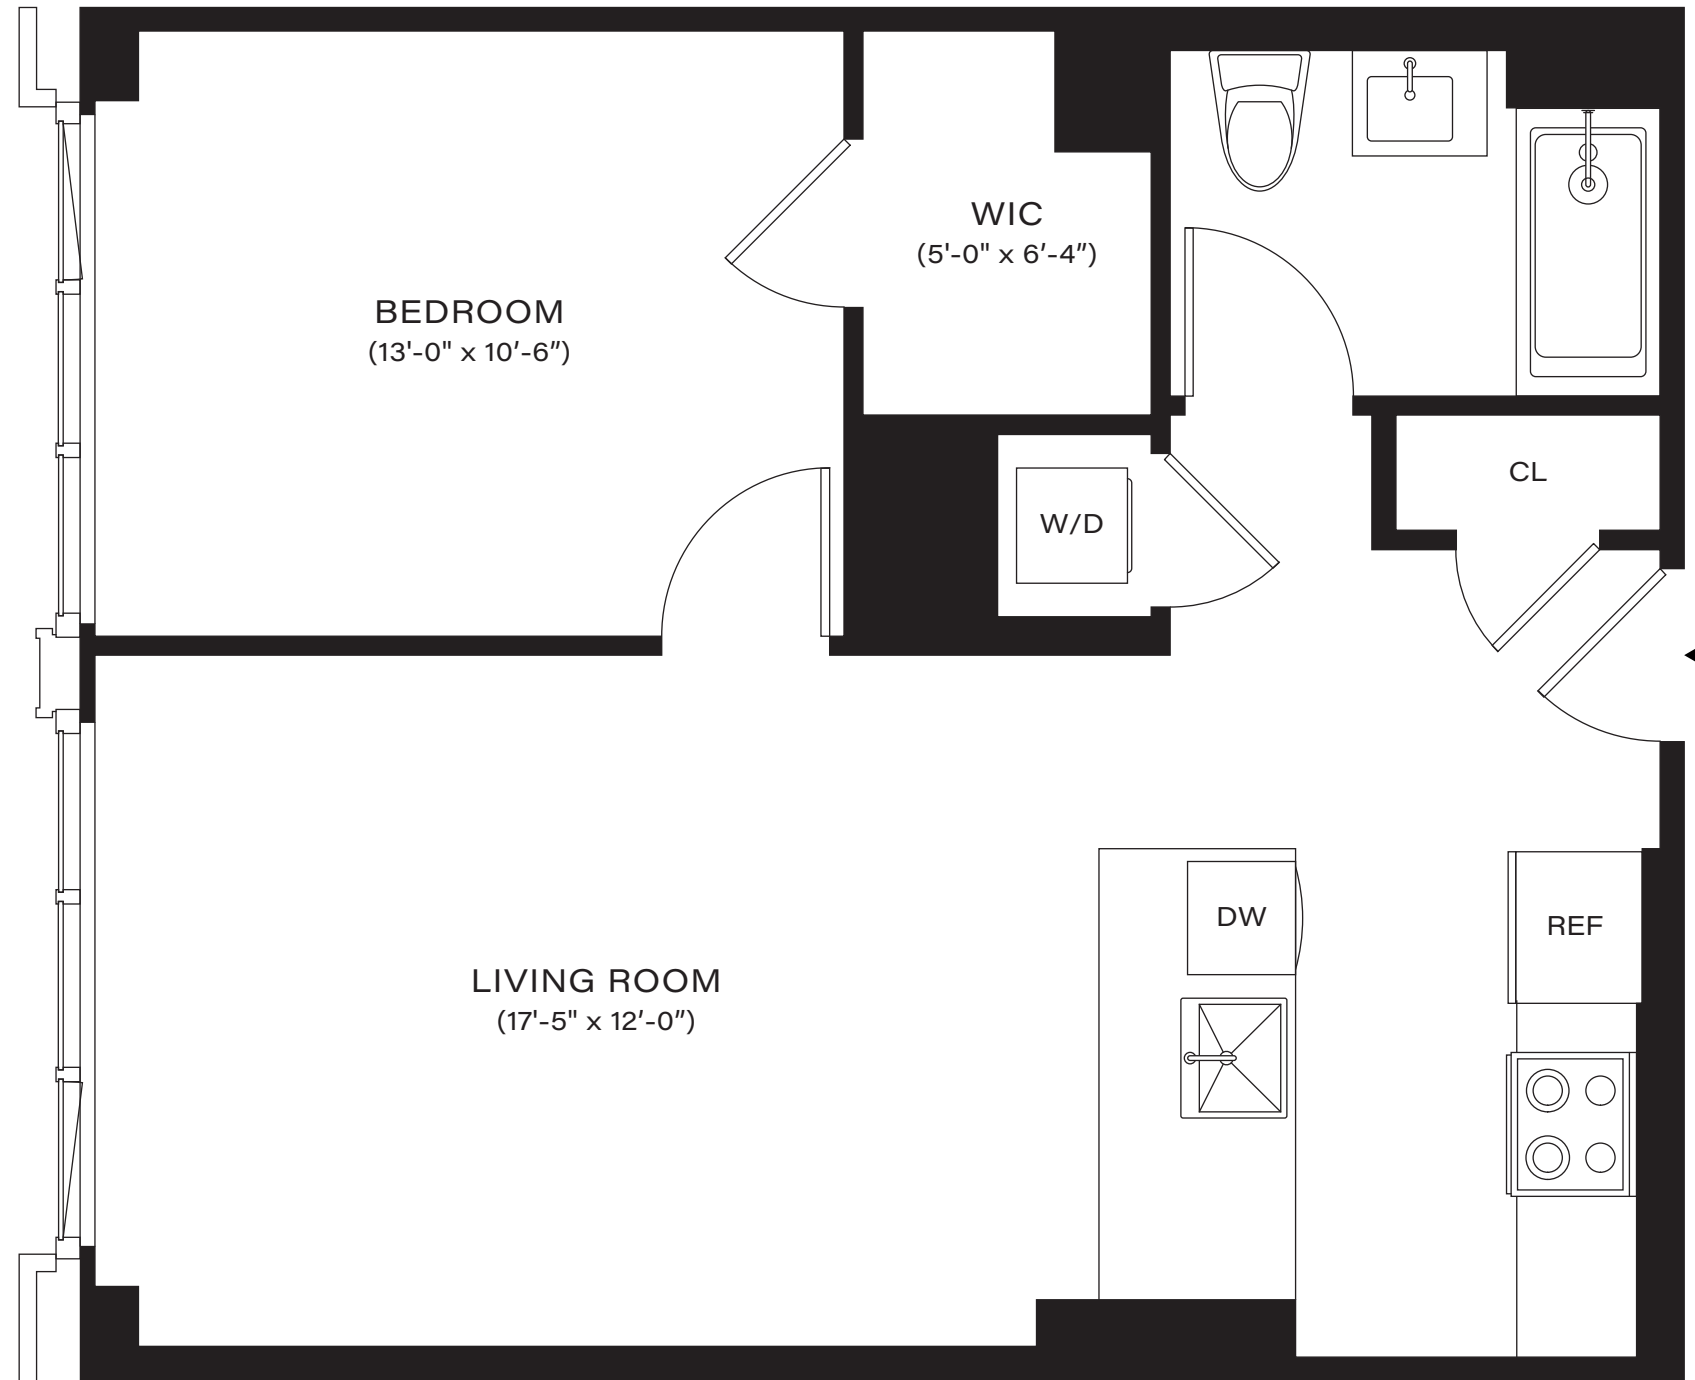 WIC
(5'-0" x 6'-4")
BEDROOM
(13'-0" x 10'-6")
CL
W/D
DW
REF
LIVING ROOM
(17'-5" x 12'-0")